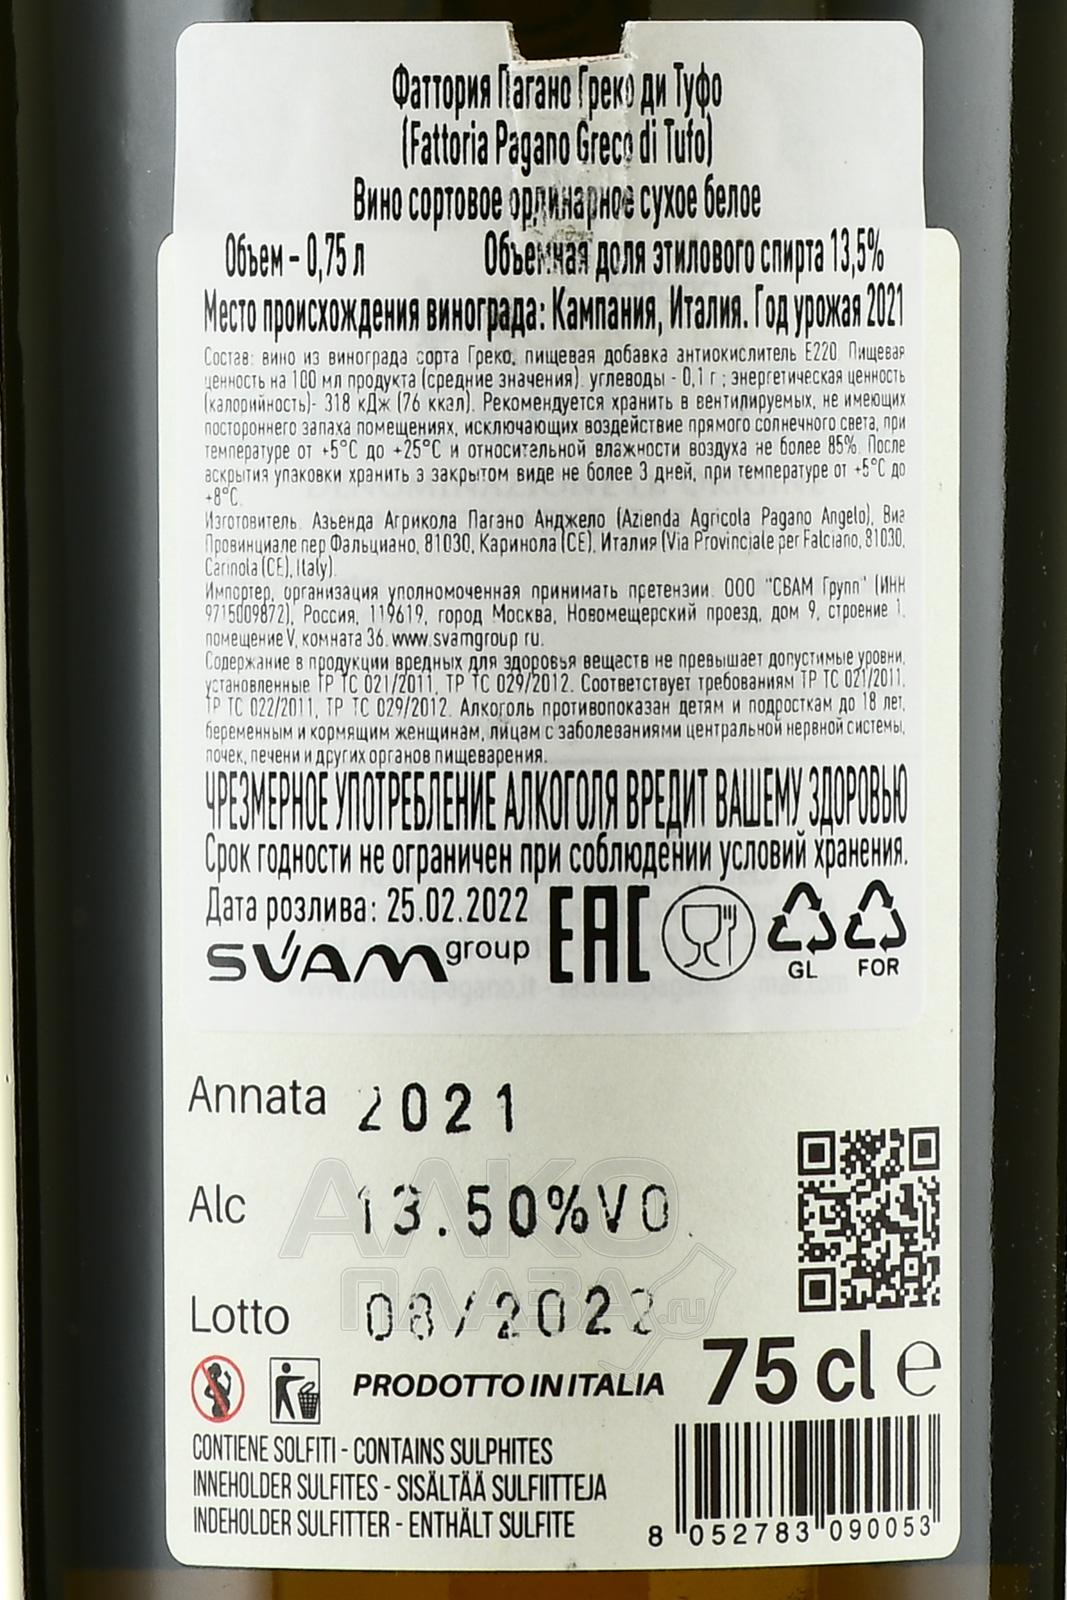 Фаттория Пагано Греко ди Туфо
(Fattoria Pagano Greco di Tufo)
Вино сортовое ординарное сухое белое
Объем – 0,75 л Объемная доля этилового спирта 13,5%
Место происхождения винограда: Кампания, Италия. Год урожая 2021
Состав: вино из винограда сорта Греко, пищевая добавка антиокислитель Е220. Пищевая
ценность на 100 мл продукта (средние значения): углеводы - 0,1 г ; энергетическая ценность
(калорийность)- 318 кДж (76 ккал). Рекомендуется хранить в вентилируемых, не имеющих
постороннего запаха помещениях, исключающих воздействие прямого солнечного света, при
температуре от +5°С до +25°С и относительной влажности воздуха не более 85%. После
вскрытия упаковки хранить в закрытом виде не более 3 дней, при температуре от +5°С до
+8°С.
Изготовитель: Азьенда Агрикола Пагано Анджело (Azienda Agricola Pagano Angelo), Виа
Провинциале пер Фальциано, 81030, Каринола (СЕ), Италия (Via Provinciale per Falciano, 81030,
Carinola (CE), Italy).
Импортер, организация уполномоченная принимать претензии: ООО "СВАМ Групп" (ИНН
9715009872), Россия, 119619, город Москва, Новомещерский проезд, дом 9, строение 1,
помещение V, комната 36. www.svamgroup.ru.
Содержание в продукции вредных для здоровья веществ не превышает допустимые уровни,
установленные ТР ТС 021/2011, ТР ТС 029/2012. Соответствует требованиям ТР ТС 021/2011,
ТР ТС 022/2011, ТР ТС 029/2012. Алкоголь противопоказан детям и подросткам до 18 лет,
беременным и кормящим женщинам, лицам с заболеваниями центральной нервной системы,
почек, печени и других органов пищеварения.
ЧРЕЗМЕРНОЕ УПОТРЕБЛЕНИЕ АЛКОГОЛЯ ВРЕДИТ ВАШЕМУ ЗДОРОВЬЮ
Срок годности не ограничен при соблюдении условий хранения.
Дата розлива: 25.02.2022
SVAM group EAC GL FOR
Annata 2021
Alc 13.50%VO
АЛКО
ПЛАЗА.ru
Lotto 08/2022
PRODOTTO IN ITALIA 75 cl e
CONTIENE SOLFITI - CONTAINS SULPHITES
INNEHOLDER SULFITES - SISÄLTÄÄ SULFIITTEJA
INDEHOLDER SULFITTER - ENTHÄLT SULFITE
8 052783 090053